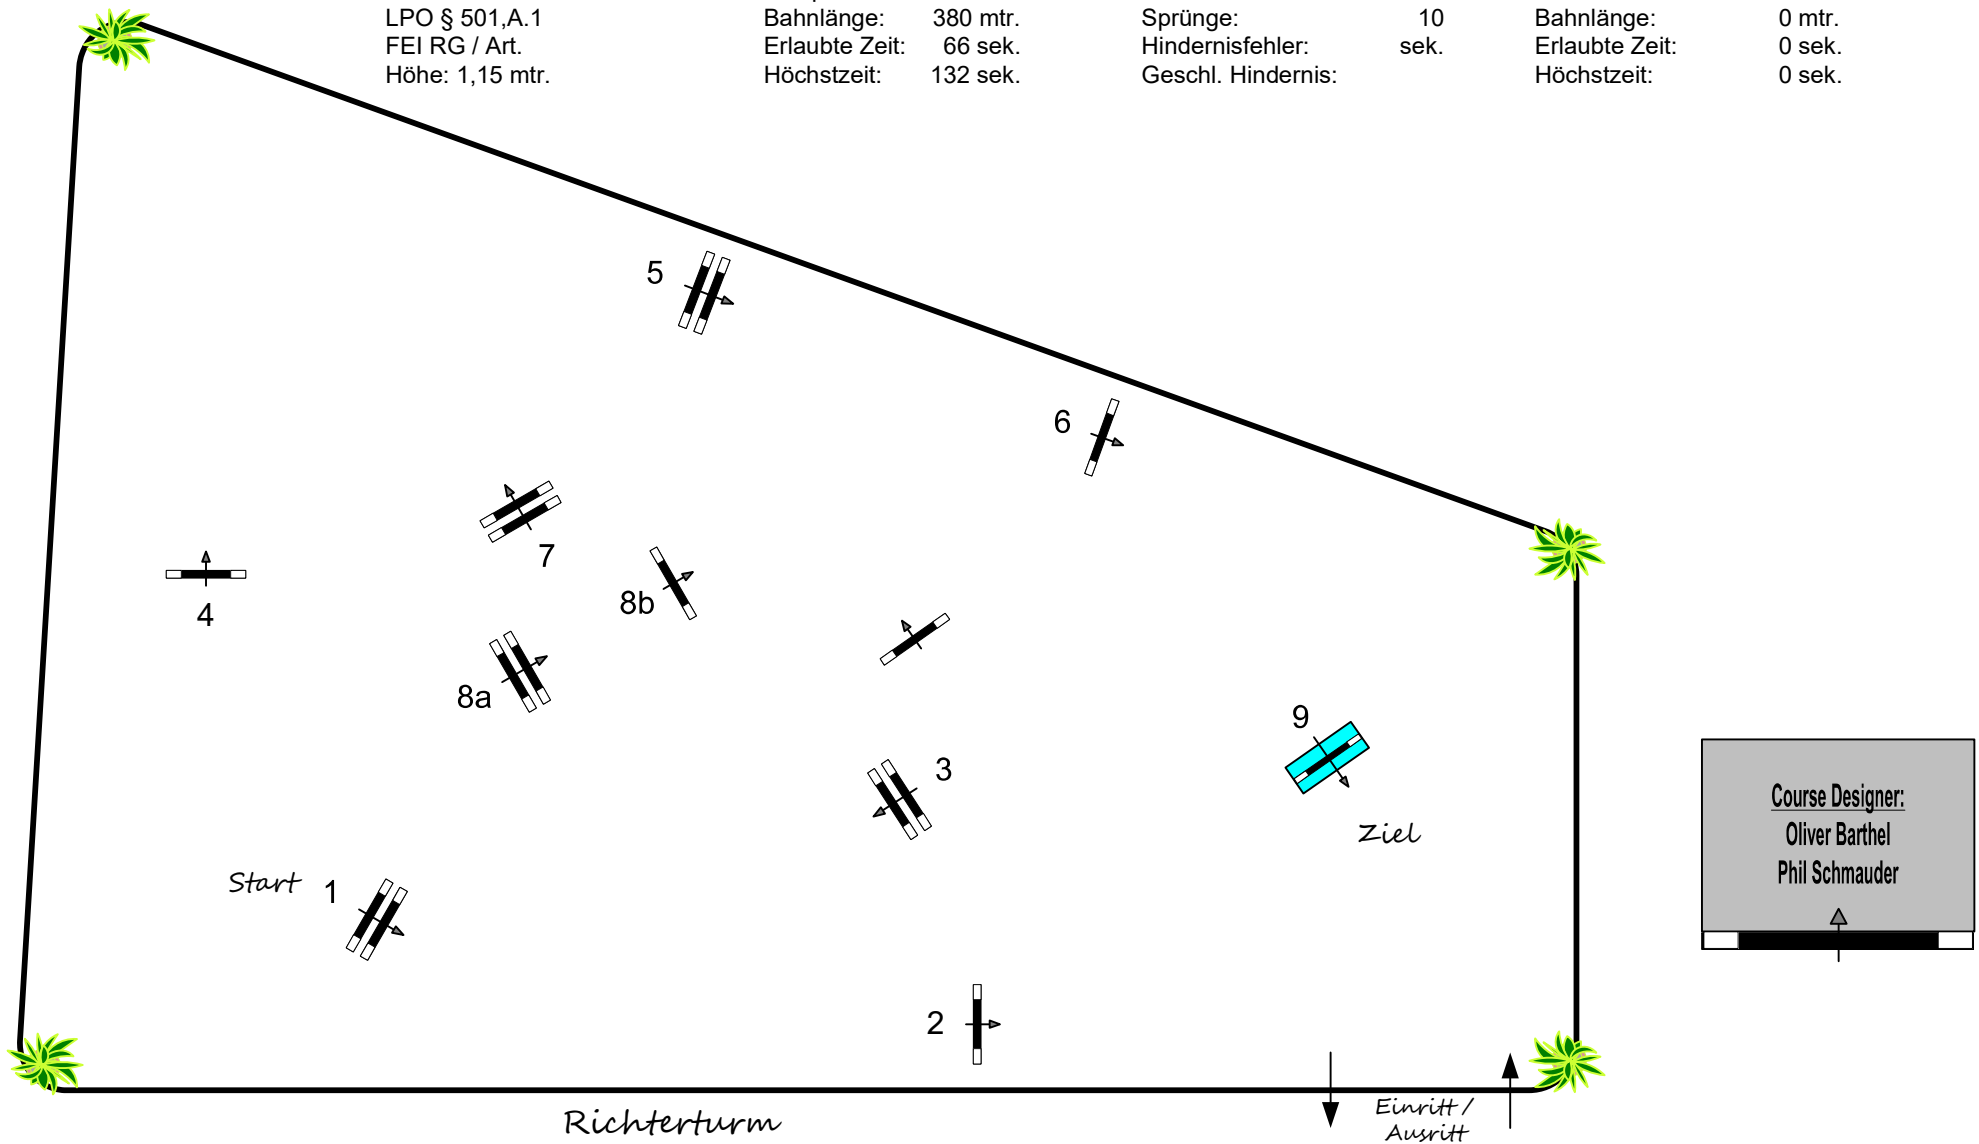 LPO § 501,A.1 Bahnlänge: 380 mtr. Sprünge: 10 Bahnlänge: 0 mtr.
FEI RG / Art. Erlaubte Zeit: 66 sek. Hindernisfehler: sek. Erlaubte Zeit: 0 sek.
Höhe: 1,15 mtr. Höchstzeit: 132 sek. Geschl. Hindernis: Höchstzeit: 0 sek.
5
6
7
8b
4
8a
9
3
Ziel
Start 1
2
Course Designer:
Oliver Barthel
Phil Schmauder
Richterturm
Einritt /
Ausritt